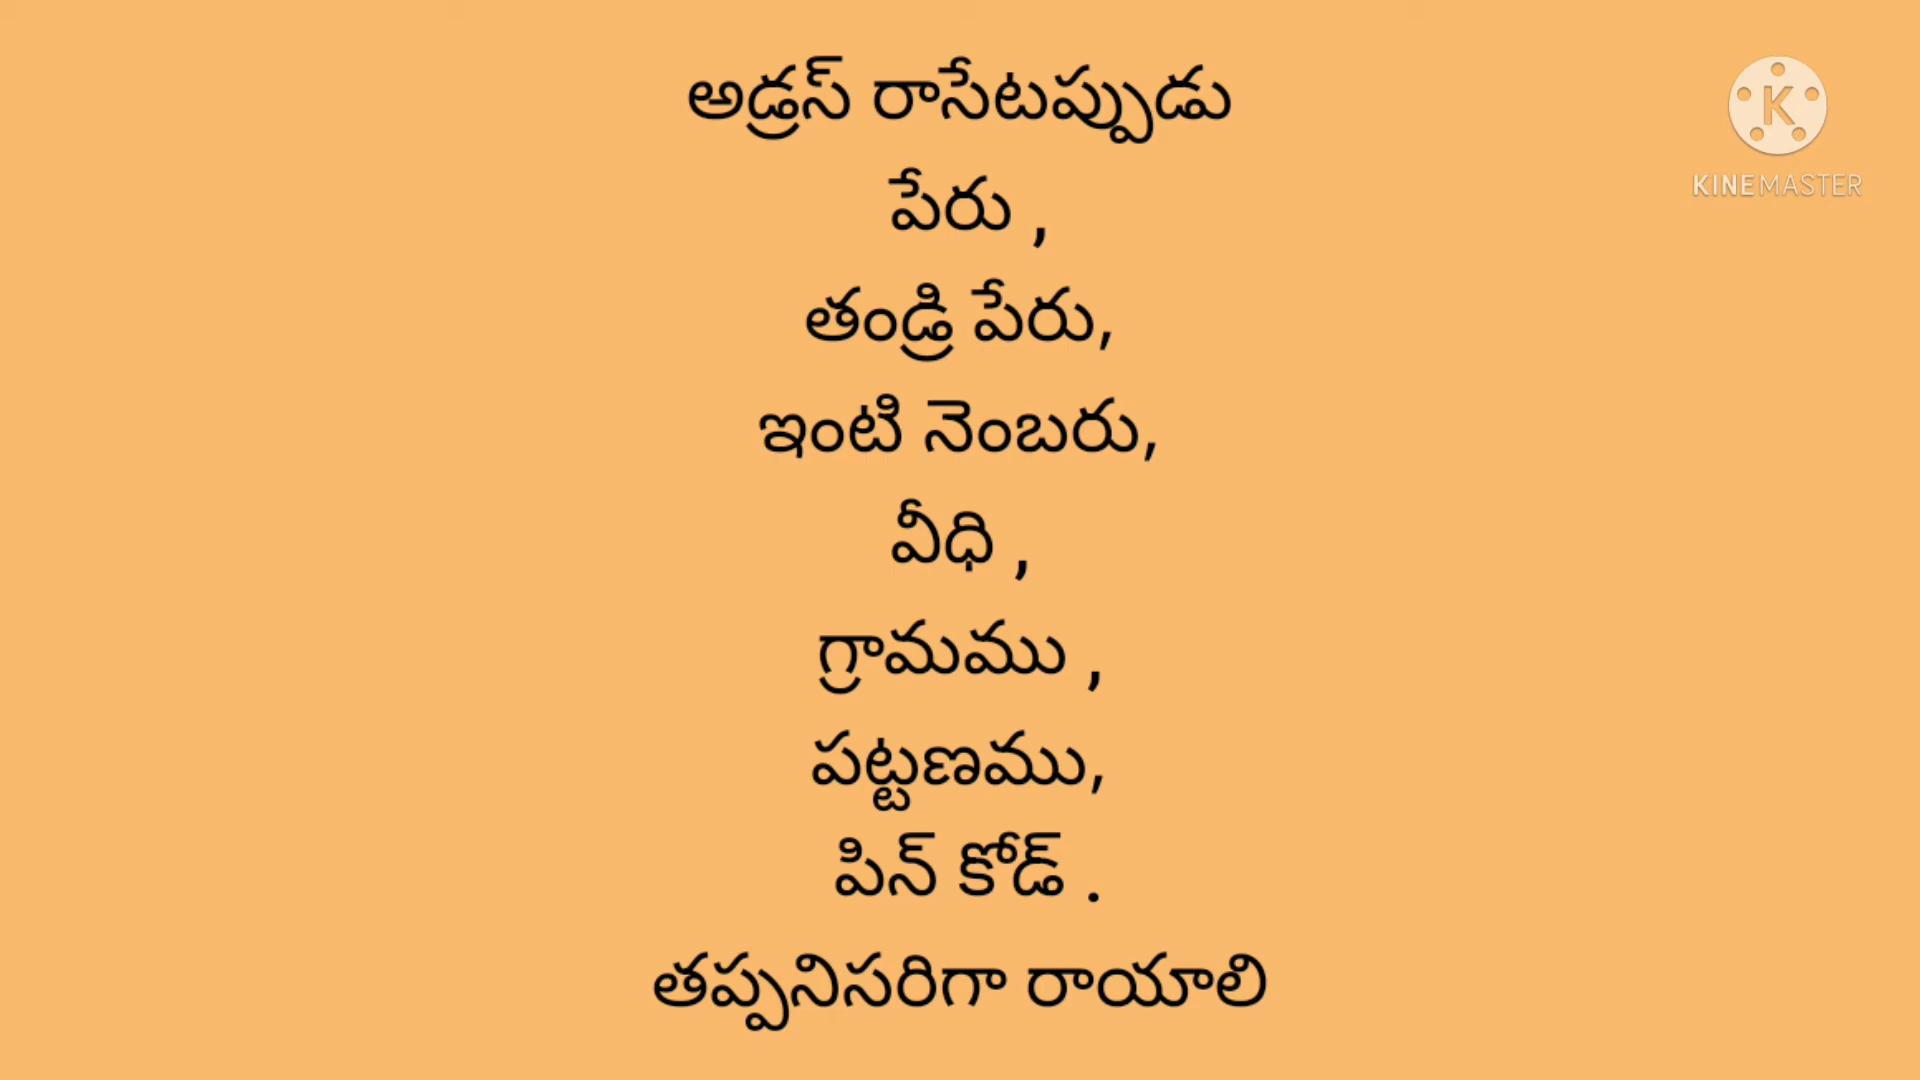 అడ్రస్ రాసేటప్పుడు
పేరు ,
తండ్రి పేరు,
ఇంటి నెంబరు,
వీధి ,
గ్రామము ,
పట్టణము,
పిన్ కోడ్ .
తప్పనిసరిగా రాయాలి
K
KINEMASTER